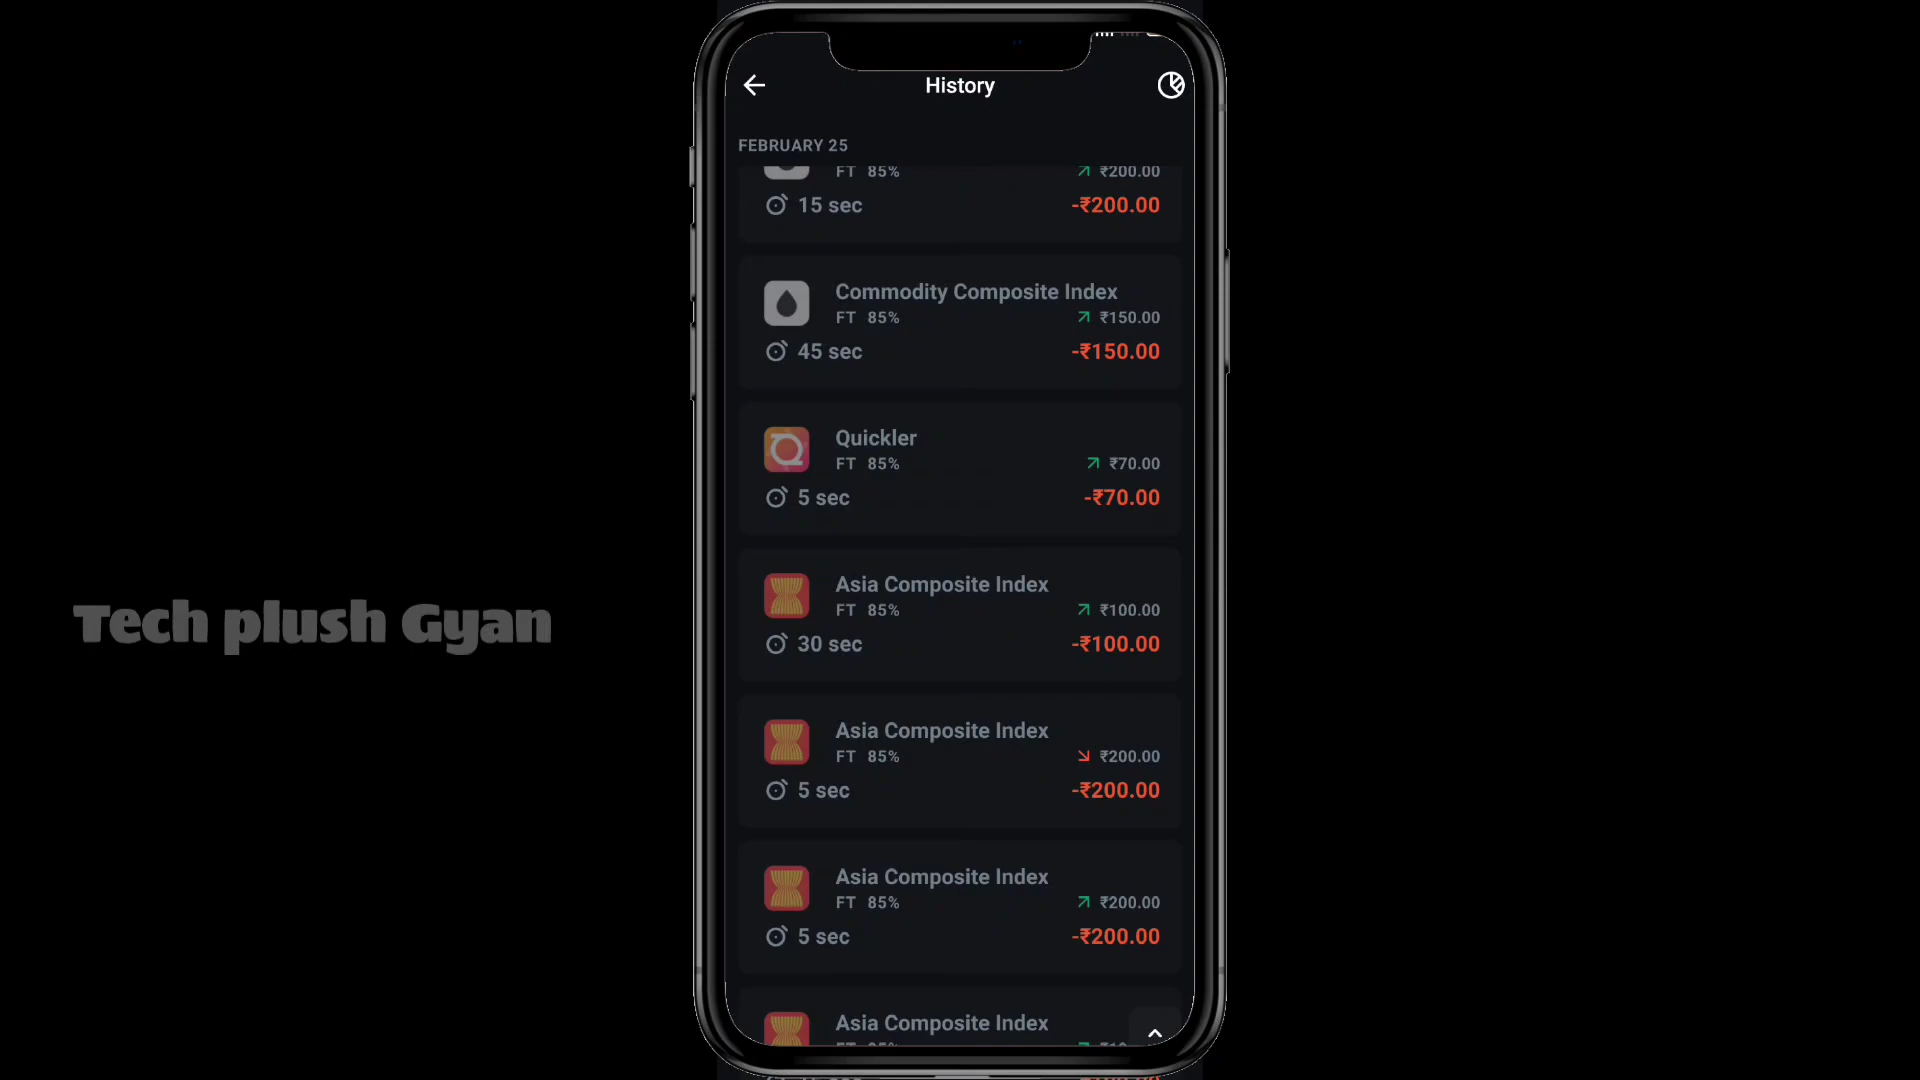 History
FEBRUARY 25
FT 85% ₹200.00
15 sec -₹200.00
Commodity Composite Index
FT 85% ₹150.00
45 sec -₹150.00
Quickler
FT 85% ₹70.00
5 sec -₹70.00
Asia Composite Index
FT 85% ₹100.00
30 sec -₹100.00
Tech plush Gyan
Asia Composite Index
FT 85% ₹200.00
5 sec -₹200.00
Asia Composite Index
FT 85% ₹200.00
5 sec -₹200.00
Asia Composite Index